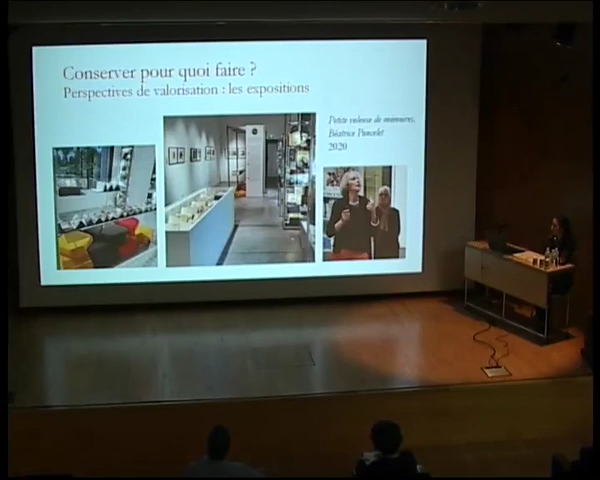 Conserver pour quoi faire ?
Perspectives de valorisation : les expositions
Petite voleuse de mémoires,
Béatrice Poncelet
2020